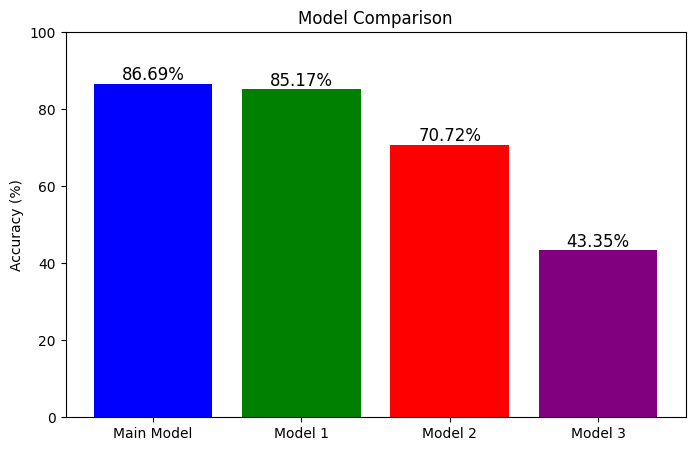 Model Comparison
Accuracy (%)
100
80
60
40
20
0
86.69%
85.17%
70.72%
43.35%
Main Model
Model 1
Model 2
Model 3